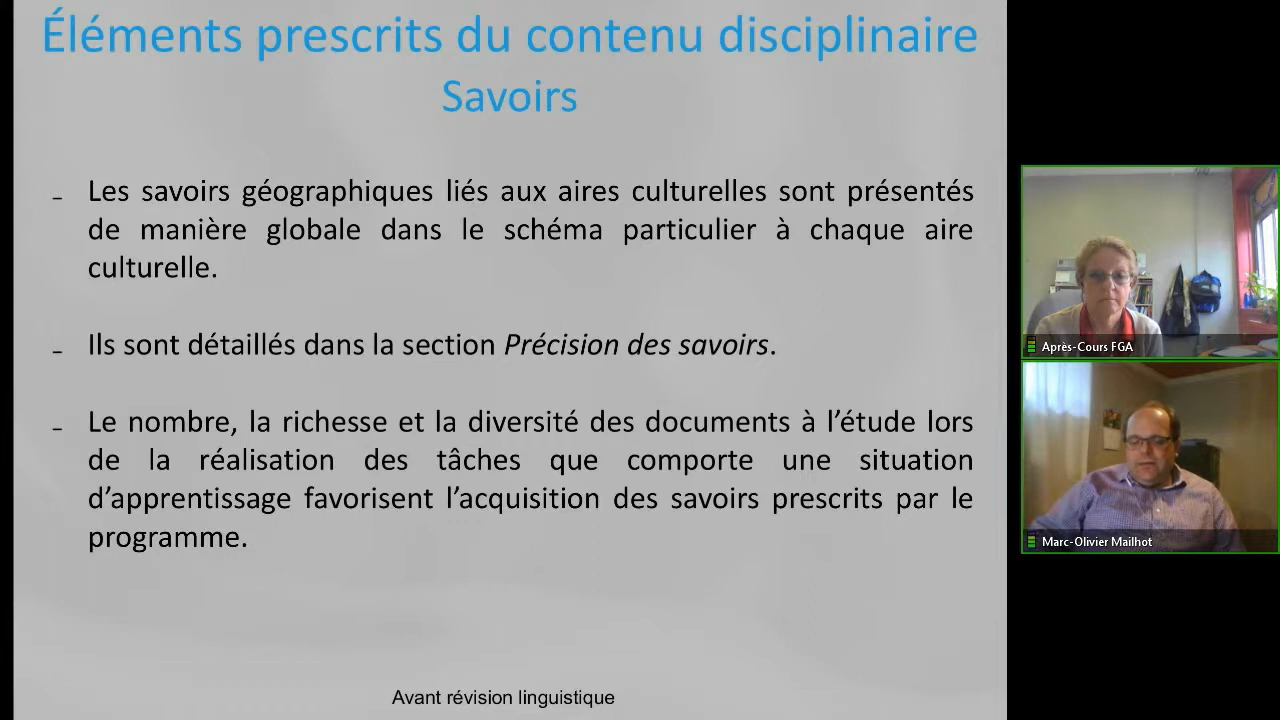 Éléments prescrits du contenu disciplinaire
Savoirs
- Les savoirs géographiques liés aux aires culturelles sont présentés
de manière globale dans le schéma particulier à chaque aire
culturelle.
- Ils sont détaillés dans la section Précision des savoirs.
- Le nombre, la richesse et la diversité des documents à l’étude lors
de la réalisation des tâches que comporte une situation
d’apprentissage favorisent l’acquisition des savoirs prescrits par le
programme.
Avant révision linguistique
Après-Cours FGA
Marc-Olivier Mailhot